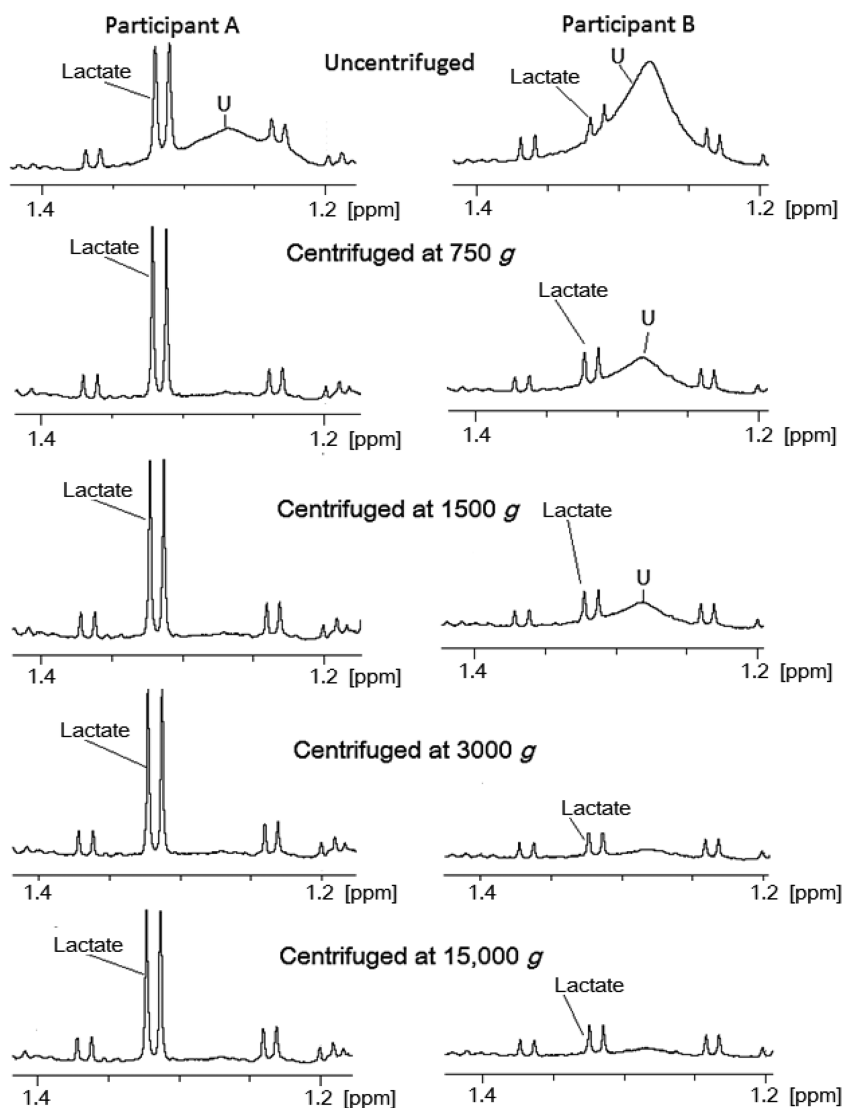 Participant A
Participant B
Uncentrifuged
Lactate
U
U
Lactate
1.4 1.2 [ppm]
1.4 1.2 [ppm]
Centrifuged at 750 g
Lactate
Lactate
U
1.4 1.2 [ppm]
1.4 1.2 [ppm]
Centrifuged at 1500 g
Lactate
Lactate
U
1.4 1.2 [ppm]
1.4 1.2 [ppm]
Centrifuged at 3000 g
Lactate
Lactate
1.4 1.2 [ppm]
1.4 1.2 [ppm]
Centrifuged at 15,000 g
Lactate
Lactate
1.4 1.2 [ppm]
1.4 1.2 [ppm]